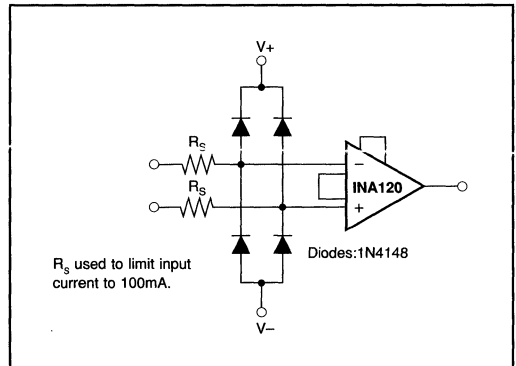 V+
R_S
−
INA120
R_S
+
Diodes:1N4148
R_S used to limit input
current to 100mA.
V−